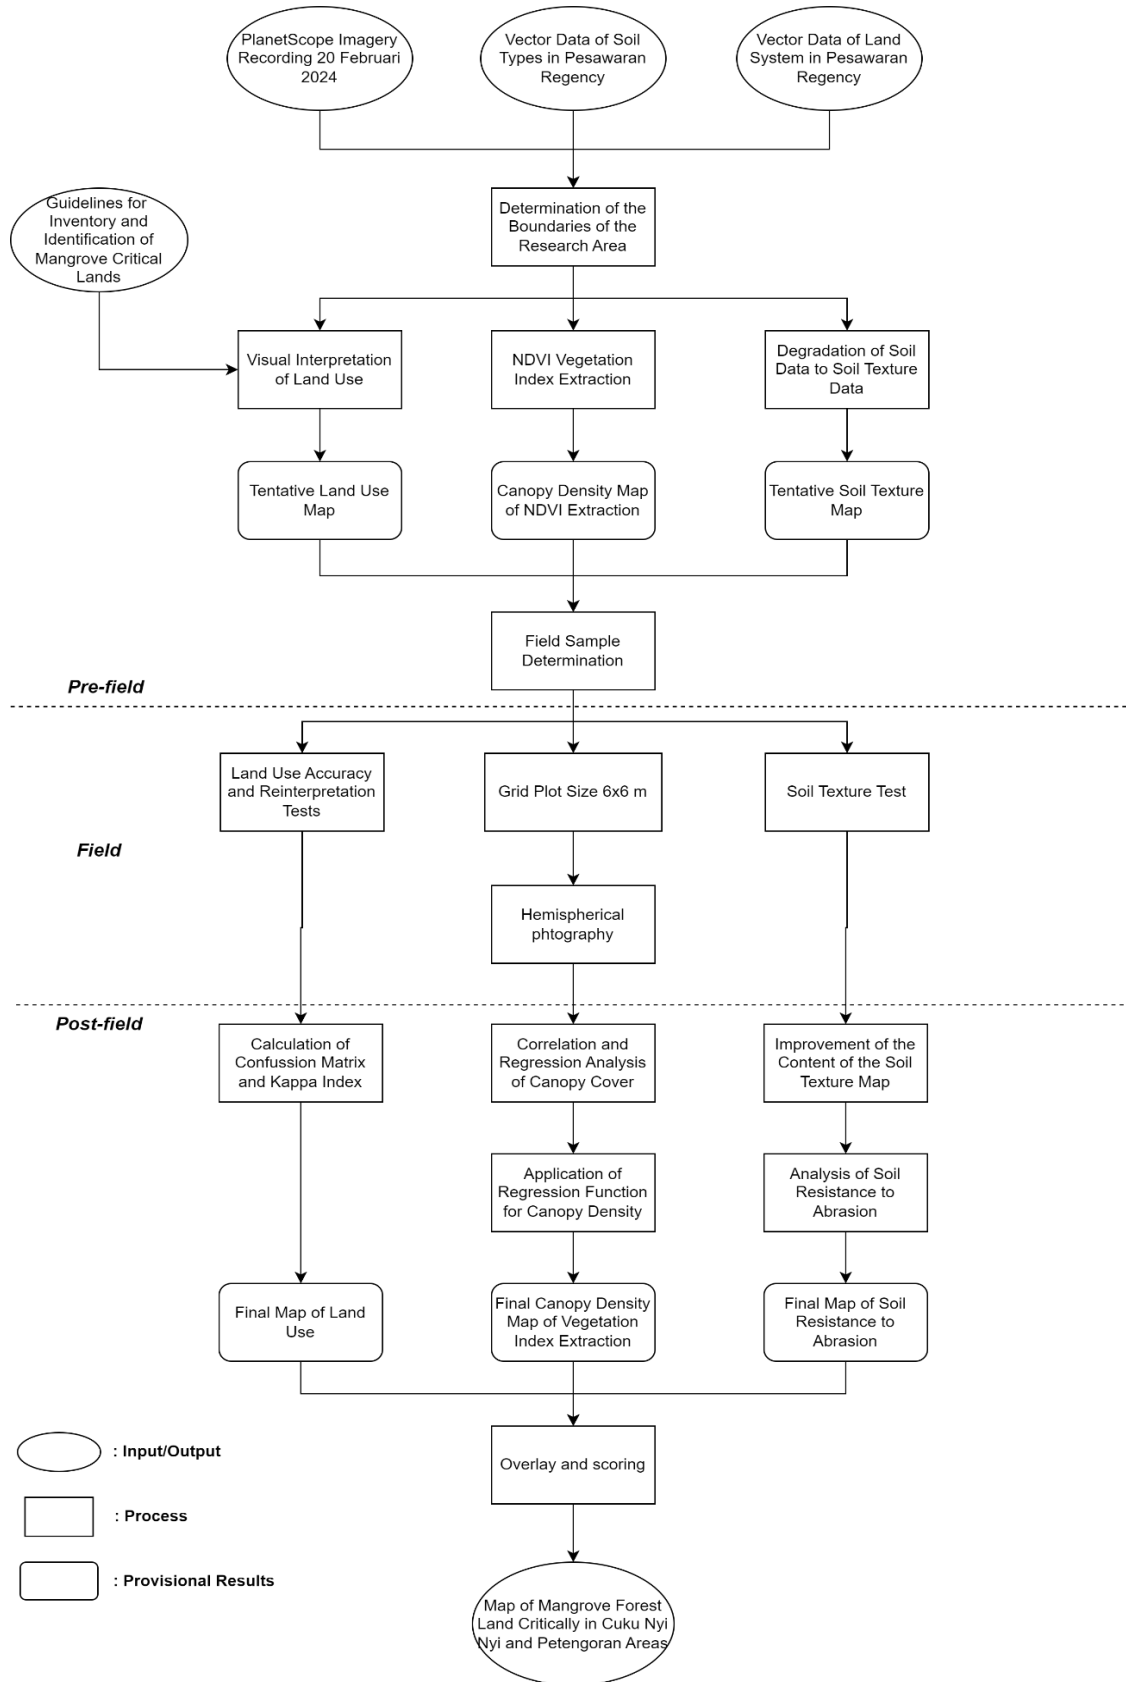 PlanetScope Imagery
Recording 20 Februari
2024
Vector Data of Soil
Types in Pesawaran
Regency
Vector Data of Land
System in Pesawaran
Regency
Guidelines for
Inventory and
Identification of
Mangrove Critical
Lands
Determination of the
Boundaries of the
Research Area
Visual Interpretation
of Land Use
NDVI Vegetation
Index Extraction
Degradation of Soil
Data to Soil Texture
Data
Tentative Land Use
Map
Canopy Density Map
of NDVI Extraction
Tentative Soil Texture
Map
Field Sample
Determination
Pre-field
Land Use Accuracy
and Reinterpretation
Tests
Grid Plot Size 6x6 m
Soil Texture Test
Field
Hemispherical
phtography
Post-field
Calculation of
Confussion Matrix
and Kappa Index
Correlation and
Regression Analysis
of Canopy Cover
Improvement of the
Content of the Soil
Texture Map
Application of
Regression Function
for Canopy Density
Analysis of Soil
Resistance to
Abrasion
Final Map of Land
Use
Final Canopy Density
Map of Vegetation
Index Extraction
Final Map of Soil
Resistance to
Abrasion
Overlay and scoring
: Input/Output
: Process
: Provisional Results
Map of Mangrove Forest
Land Critically in Cuku Nyi
Nyi and Petengoran Areas